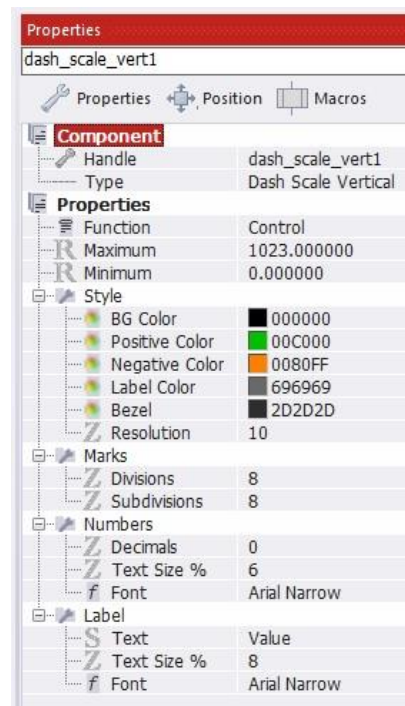 Properties
dash_scale_vert1
Properties Position Macros
Component
Handle dash_scale_vert1
Type Dash Scale Vertical
Properties
Function Control
Maximum 1023.000000
Minimum 0.000000
Style
BG Color 000000
Positive Color 00C000
Negative Color 0080FF
Label Color 696969
Bezel 2D2D2D
Resolution 10
Marks
Divisions 8
Subdivisions 8
Numbers
Decimals 0
Text Size % 6
Font Arial Narrow
Label
Text Value
Text Size % 8
Font Arial Narrow